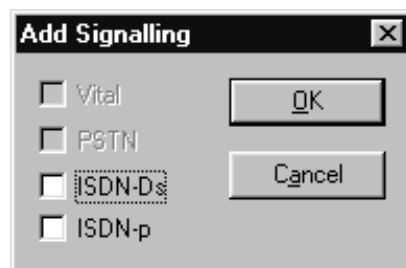 Add Signalling
Vital
OK
PSTN
ISDN-Ds
Cancel
ISDN-p